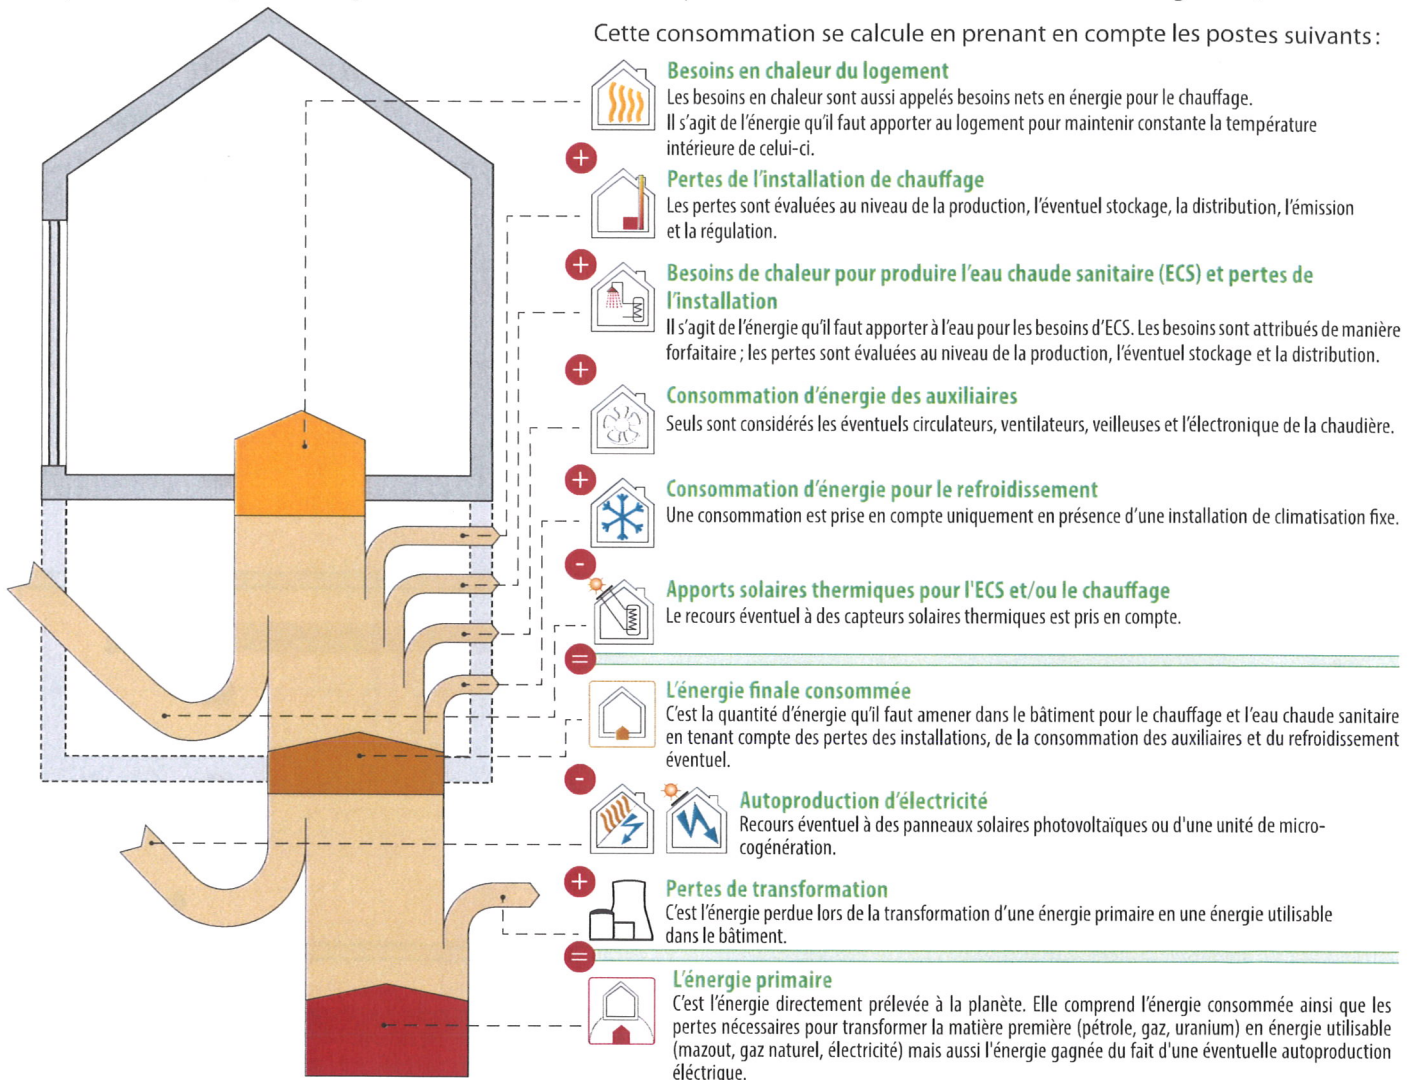 Cette consommation se calcule en prenant en compte les postes suivants :
Besoins en chaleur du logement
Les besoins en chaleur sont aussi appelés besoins nets en énergie pour le chauffage.
Il s'agit de l'énergie qu'il faut apporter au logement pour maintenir constante la température
intérieure de celui-ci.
+
Pertes de l'installation de chauffage
Les pertes sont évaluées au niveau de la production, l'éventuel stockage, la distribution, l'émission
et la régulation.
+
Besoins de chaleur pour produire l'eau chaude sanitaire (ECS) et pertes de
l'installation
Il s'agit de l'énergie qu'il faut apporter à l'eau pour les besoins d'ECS. Les besoins sont attribués de manière
forfaitaire ; les pertes sont évaluées au niveau de la production, l'éventuel stockage et la distribution.
+
Consommation d'énergie des auxiliaires
Seuls sont considérés les éventuels circulateurs, ventilateurs, veilleuses et l'électronique de la chaudière.
+
Consommation d'énergie pour le refroidissement
Une consommation est prise en compte uniquement en présence d'une installation de climatisation fixe.
-
Apports solaires thermiques pour l'ECS et/ou le chauffage
Le recours éventuel à des capteurs solaires thermiques est pris en compte.
=
L'énergie finale consommée
C'est la quantité d'énergie qu'il faut amener dans le bâtiment pour le chauffage et l'eau chaude sanitaire
en tenant compte des pertes des installations, de la consommation des auxiliaires et du refroidissement
éventuel.
-
Autoproduction d'électricité
Recours éventuel à des panneaux solaires photovoltaïques ou d'une unité de micro-
cogénération.
+
Pertes de transformation
C'est l'énergie perdue lors de la transformation d'une énergie primaire en une énergie utilisable
dans le bâtiment.
=
L'énergie primaire
C'est l'énergie directement prélevée à la planète. Elle comprend l'énergie consommée ainsi que les
pertes nécessaires pour transformer la matière première (pétrole, gaz, uranium) en énergie utilisable
(mazout, gaz naturel, électricité) mais aussi l'énergie gagnée du fait d'une éventuelle autoproduction
éléctrique.